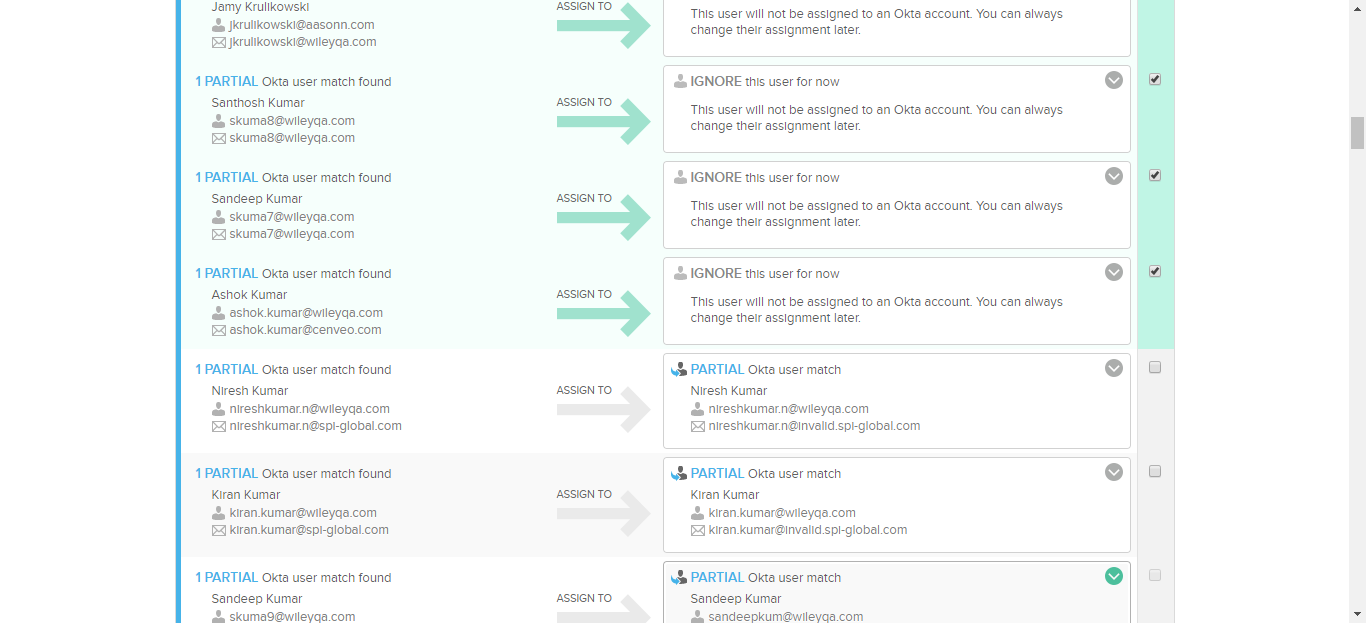 Jamy Krulikowski
jkrulikowski@aasonn.com
jkrulikowski@wileyqa.com
ASSIGN TO
This user will not be assigned to an Okta account. You can always
change their assignment later.
1 PARTIAL Okta user match found
Santhosh Kumar
skuma8@wileyqa.com
skuma8@wileyqa.com
ASSIGN TO
IGNORE this user for now
This user will not be assigned to an Okta account. You can always
change their assignment later.
1 PARTIAL Okta user match found
Sandeep Kumar
skuma7@wileyqa.com
skuma7@wileyqa.com
ASSIGN TO
IGNORE this user for now
This user will not be assigned to an Okta account. You can always
change their assignment later.
1 PARTIAL Okta user match found
Ashok Kumar
ashok.kumar@wileyqa.com
ashok.kumar@cenveo.com
ASSIGN TO
IGNORE this user for now
This user will not be assigned to an Okta account. You can always
change their assignment later.
1 PARTIAL Okta user match found
Niresh Kumar
nireshkumar.n@wileyqa.com
nireshkumar.n@spi-global.com
ASSIGN TO
PARTIAL Okta user match
Niresh Kumar
nireshkumar.n@wileyqa.com
nireshkumar.n@invalid.spi-global.com
1 PARTIAL Okta user match found
Kiran Kumar
kiran.kumar@wileyqa.com
kiran.kumar@spi-global.com
ASSIGN TO
PARTIAL Okta user match
Kiran Kumar
kiran.kumar@wileyqa.com
kiran.kumar@invalid.spi-global.com
1 PARTIAL Okta user match found
Sandeep Kumar
skuma9@wileyqa.com
ASSIGN TO
PARTIAL Okta user match
Sandeep Kumar
sandeepkum@wileyqa.com